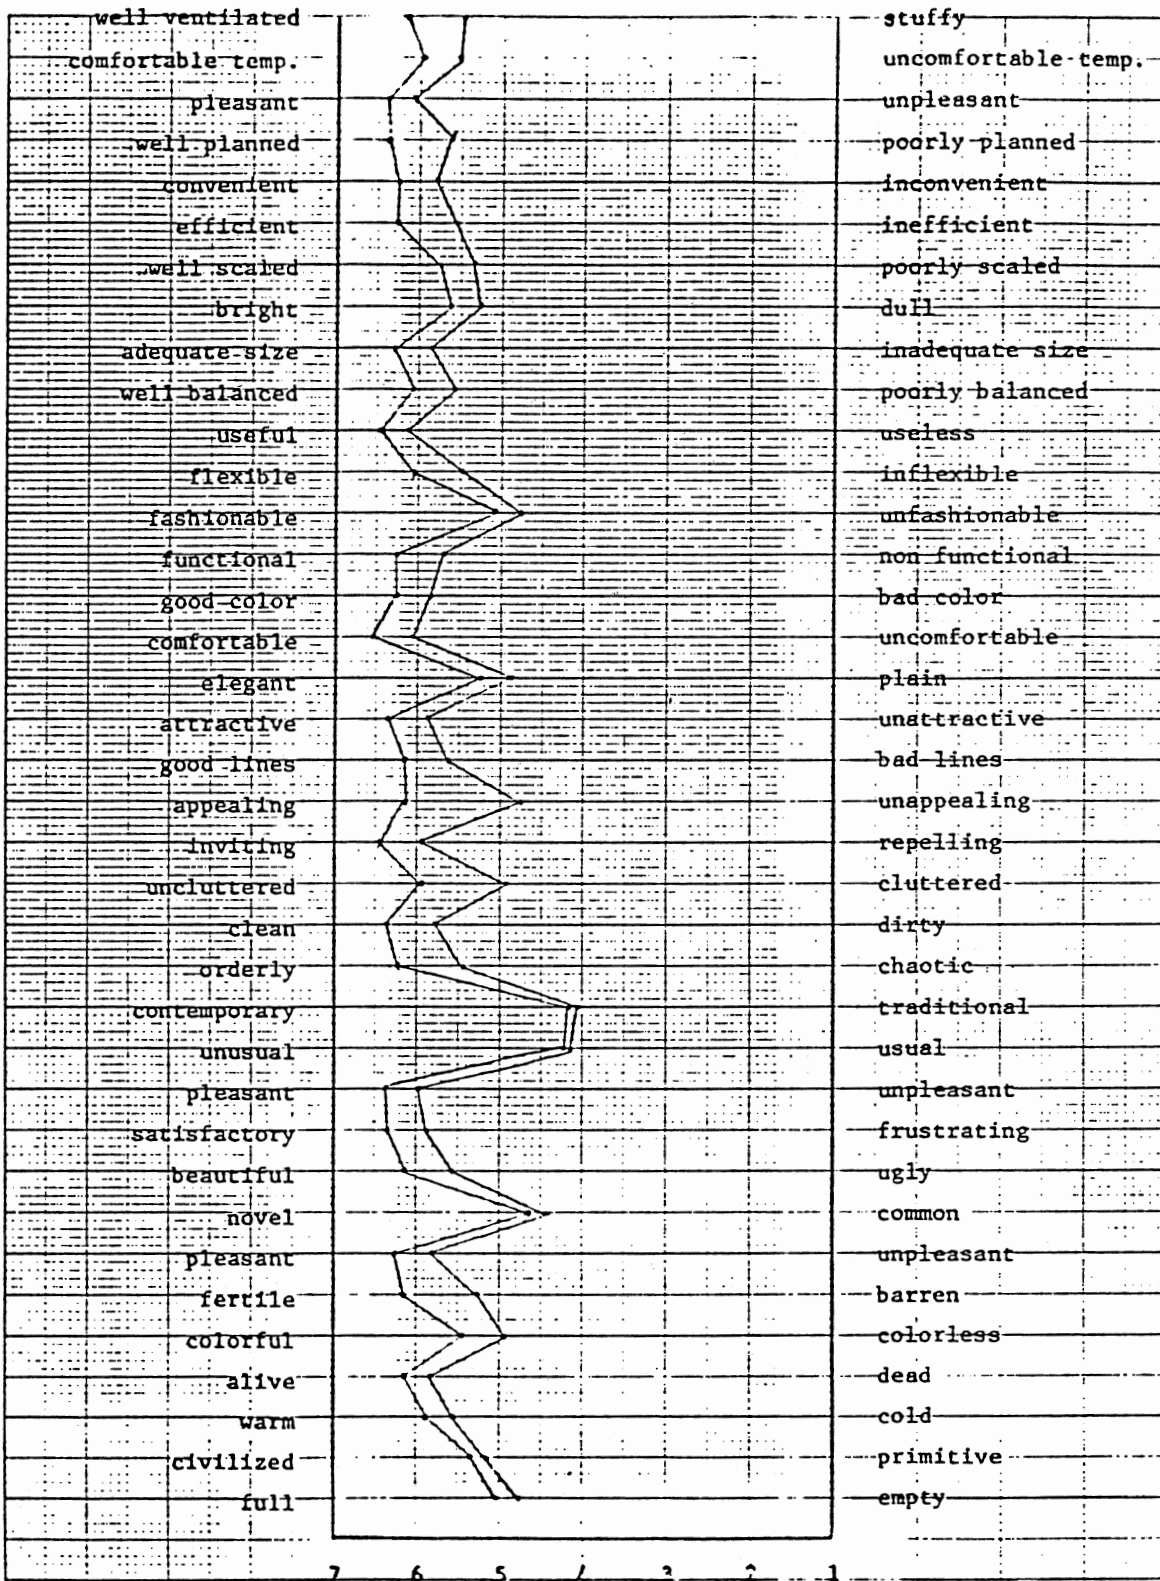 well ventilated stuffy
comfortable temp. uncomfortable temp.
pleasant unpleasant
well planned poorly planned
convenient inconvenient
efficient inefficient
well scaled poorly scaled
bright dull
adequate size inadequate size
well balanced poorly balanced
useful useless
flexible inflexible
fashionable unfashionable
functional non functional
good color bad color
comfortable uncomfortable
elegant plain
attractive unattractive
good lines bad lines
appealing unappealing
inviting repelling
uncluttered cluttered
clean dirty
orderly chaotic
contemporary traditional
unusual usual
pleasant unpleasant
satisfactory frustrating
beautiful ugly
novel common
pleasant unpleasant
fertile barren
colorful colorless
alive dead
warm cold
civilized primitive
full empty
7 6 5 4 3 2 1